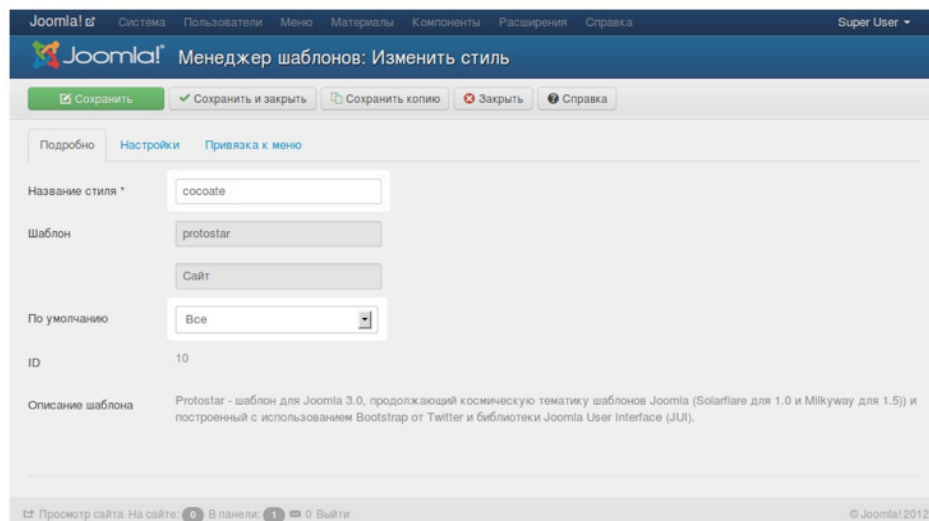 Joomla! Система Пользователи Меню Материалы Компоненты Расширения Справка Super User
Joomla! Менеджер шаблонов: Изменить стиль
Сохранить Сохранить и закрыть Сохранить копию Закрыть Справка
Подробно Настройки Привязка к меню
Название стиля * cocoate
Шаблон protostar
Сайт
По умолчанию Все
ID 10
Описание шаблона Protostar - шаблон для Joomla 3.0, продолжающий космическую тематику шаблонов Joomla (Solarflare для 1.0 и Milkyway для 1.5)) и
построенный с использованием Bootstrap от Twitter и библиотеки Joomla User Interface (JUI).
Просмотр сайта На сайте: 0 В панели: 1 0 Выйти © Joomla! 2012